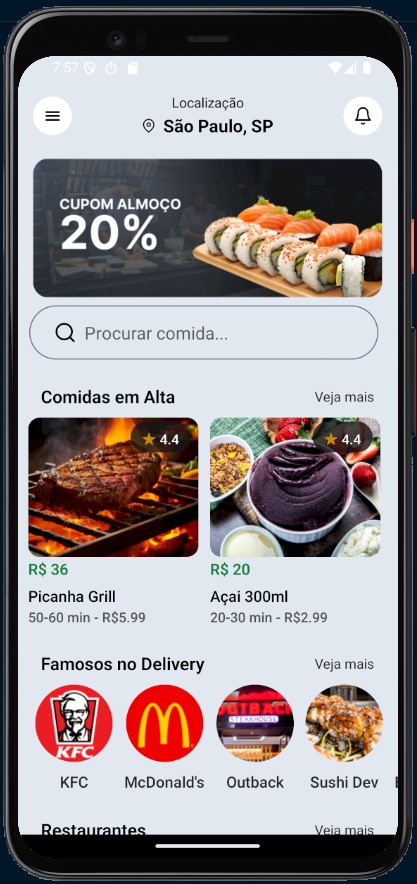 7:57
Localização
São Paulo, SP
CUPOM ALMOÇO
20%
Procurar comida...
Comidas em Alta
Veja mais
4.4
4.4
R$ 36
R$ 20
Picanha Grill
Açai 300ml
50-60 min - R$5.99
20-30 min - R$2.99
Famosos no Delivery
Veja mais
KFC
OUTBACK
STEAKHOUSE
KFC
McDonald's
Outback
Sushi Dev
Restaurantes
Veja mais